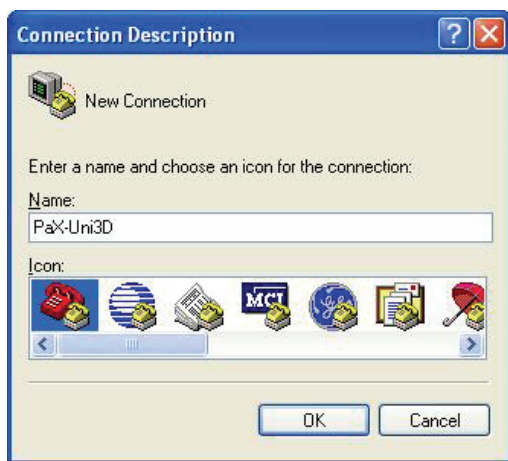 Connection Description
New Connection
Enter a name and choose an icon for the connection:
Name:
PaX-Uni3D
Icon:
MCI
OK Cancel